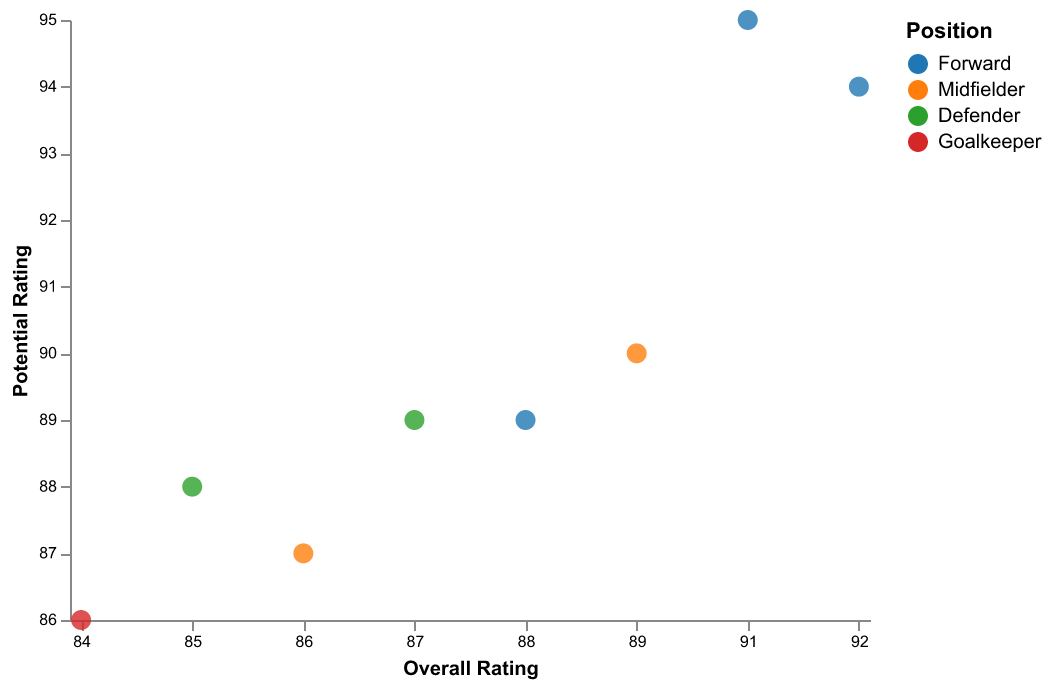 95
94
93
92
91
90
89
88
87
86
Potential Rating
84 85 86 87 88 89 91 92
Overall Rating
Position
Forward
Midfielder
Defender
Goalkeeper